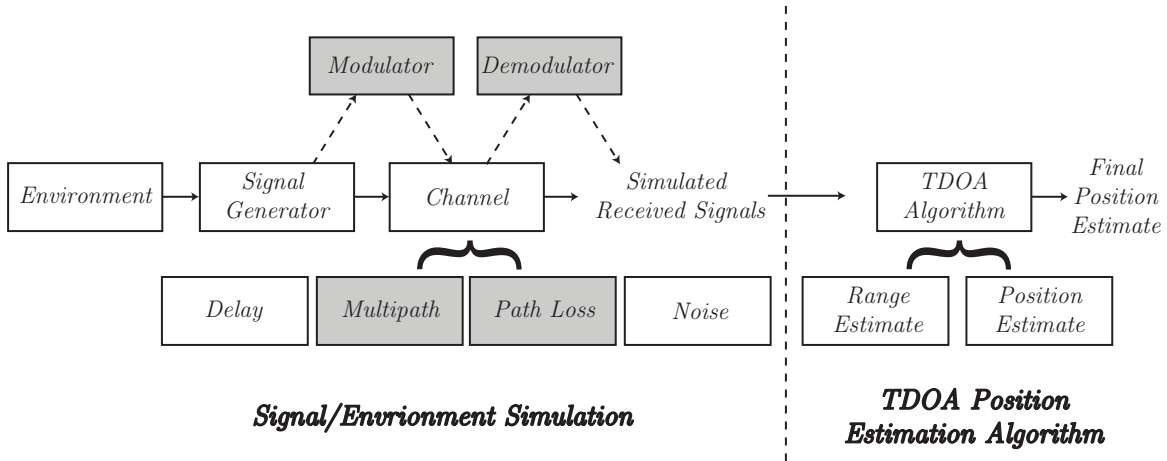 Modulator
Demodulator
Environment
Signal
Generator
Channel
Simulated
Received Signals
TDOA
Algorithm
Final
Position
Estimate
Delay
Multipath
Path Loss
Noise
Range
Estimate
Position
Estimate
Signal/Envrionment Simulation
TDOA Position
Estimation Algorithm